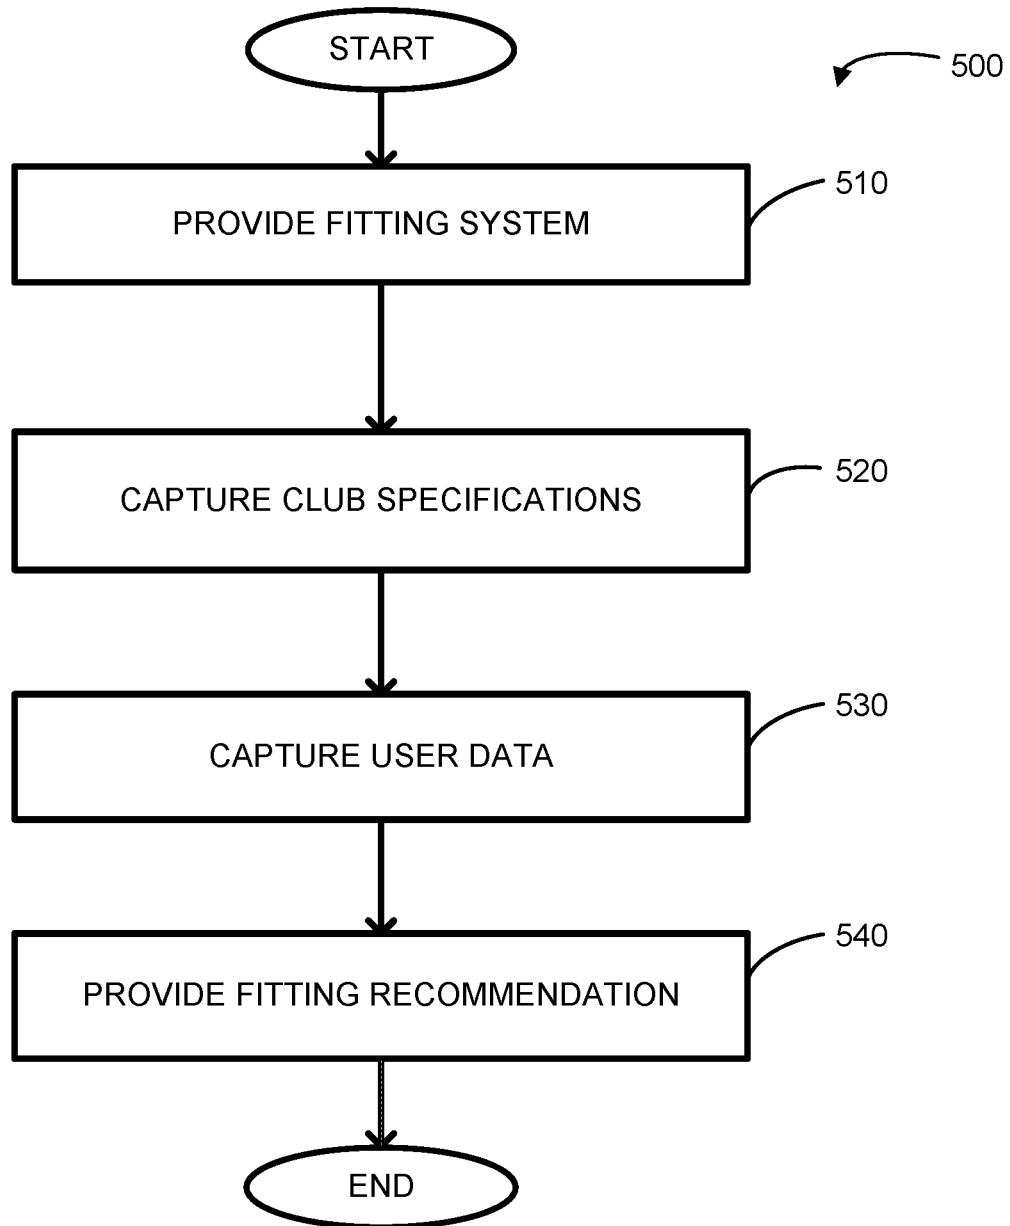 START
500
510
PROVIDE FITTING SYSTEM
520
CAPTURE CLUB SPECIFICATIONS
530
CAPTURE USER DATA
540
PROVIDE FITTING RECOMMENDATION
END